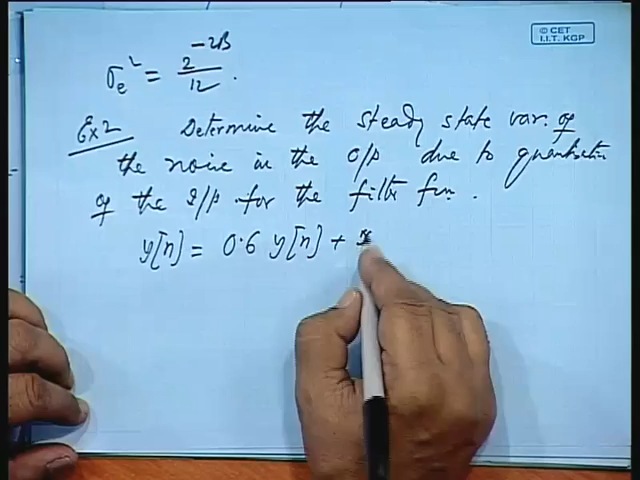 © CET
I.I.T. KGP
σ_e² = 2^{-2B}/12 .
Ex 2 Determine the steady state var. of
the noise in the O/P due to quantisation
of the I/P for the filter fun .
y[n] = 0.6 y[n] + x